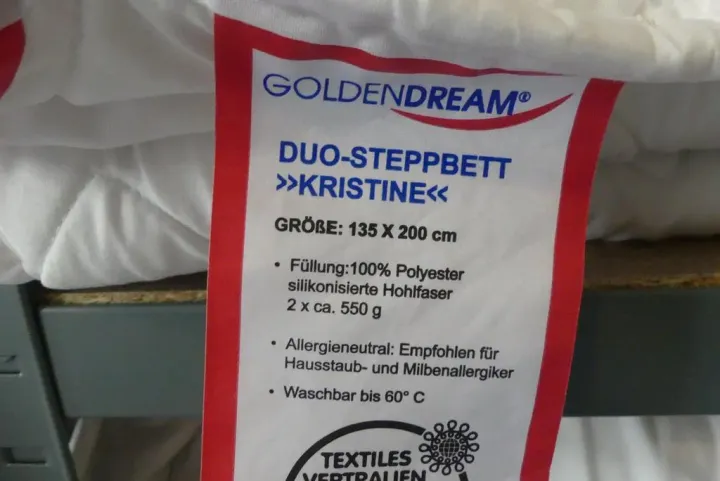 GOLDENDREAM®
DUO-STEPPBETT
»KRISTINE«
GRÖßE: 135 X 200 cm
• Füllung:100% Polyester
silikonisierte Hohlfaser
2 x ca. 550 g
• Allergieneutral: Empfohlen für
Hausstaub- und Milbenallergiker
• Waschbar bis 60° C
TEXTILES
VERTRAUEN